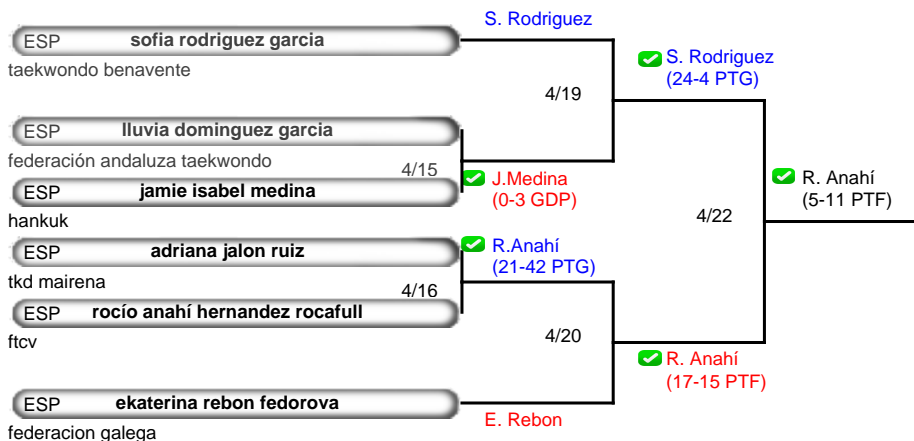 S. Rodriguez
ESP sofia rodriguez garcia
taekwondo benavente
S. Rodriguez
(24-4 PTG)
4/19
ESP lluvia dominguez garcia
federación andaluza taekwondo
4/15
J.Medina
(0-3 GDP)
R. Anahí
(5-11 PTF)
ESP jamie isabel medina
hankuk
4/22
ESP adriana jalon ruiz
tkd mairena
R.Anahí
(21-42 PTG)
4/16
ESP rocío anahí hernandez rocafull
ftcv
4/20
R. Anahí
(17-15 PTF)
ESP ekaterina rebon fedorova
federacion galega
E. Rebon